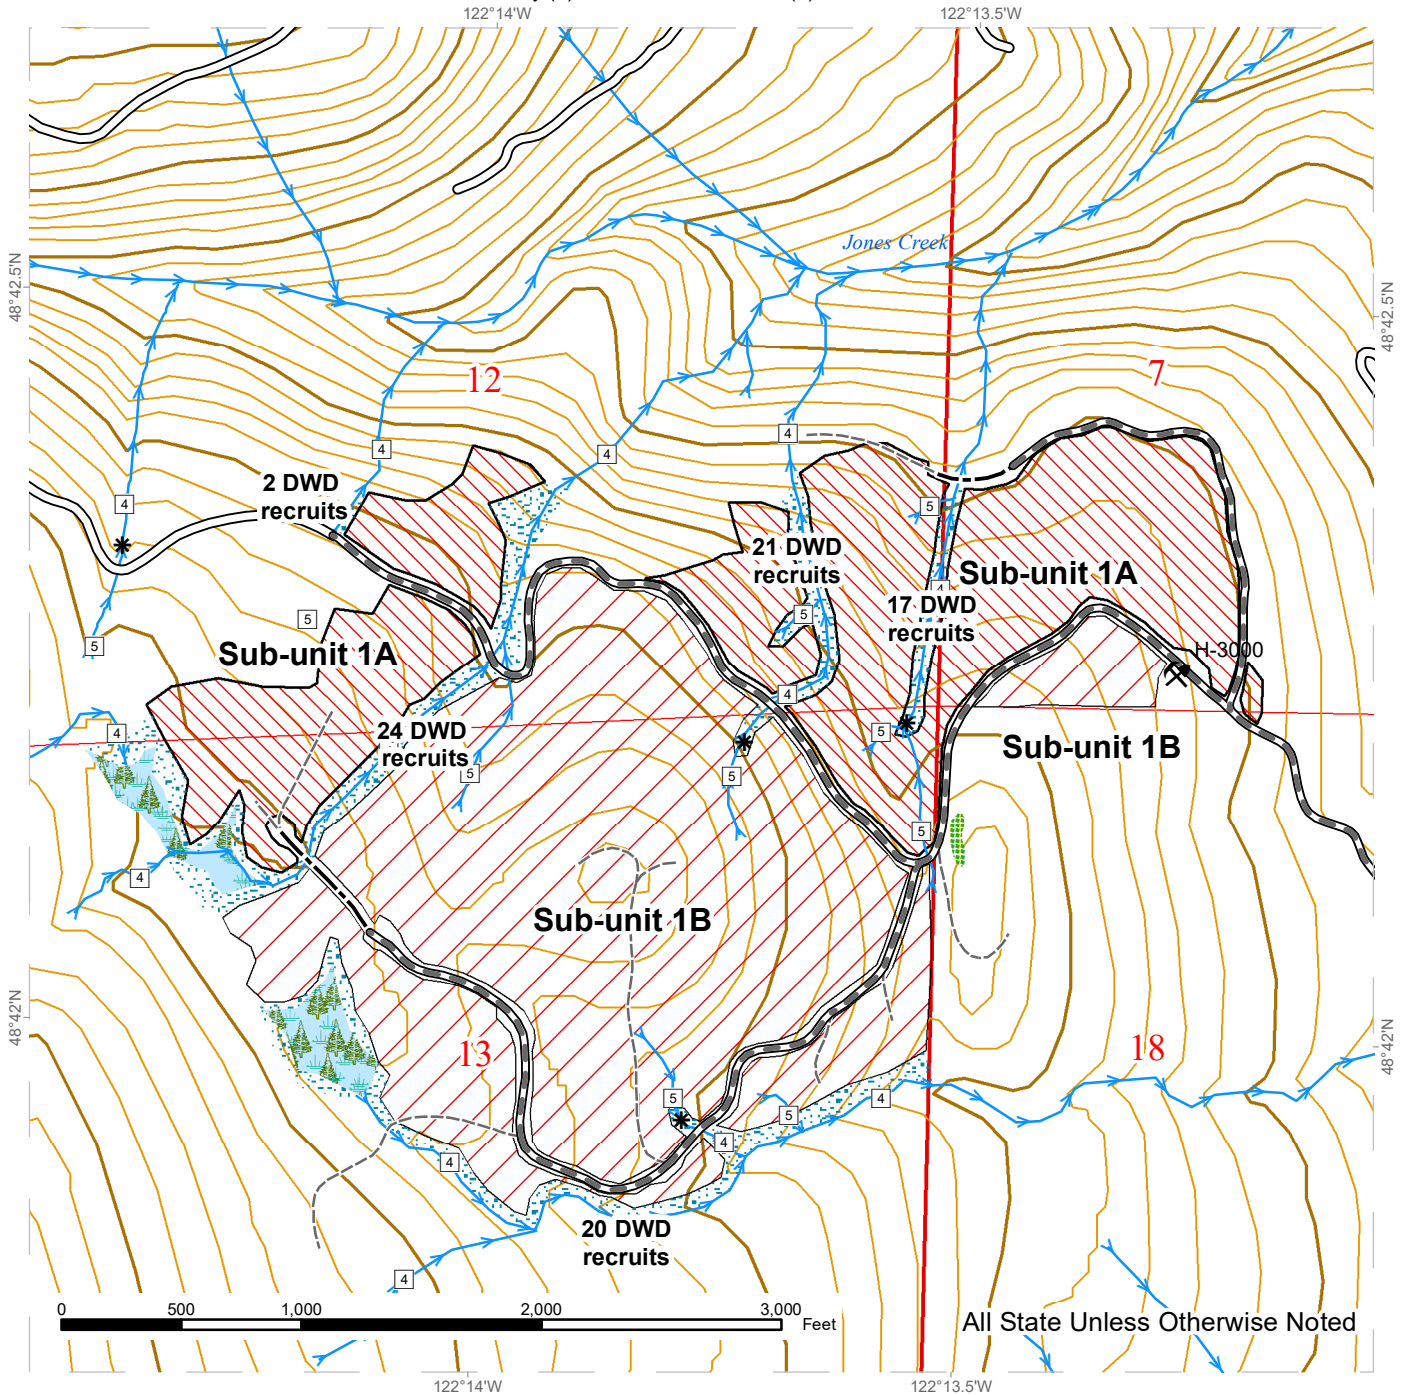 122°14'W
122°13.5'W
Jones Creek
48°42.5'N
48°42.5'N
12
7
4
4
4
2 DWD
recruits
4
5
4
21 DWD
recruits
Sub-unit 1A
4
17 DWD
recruits
5
5
5
Sub-unit 1A
H-3000
4
4
24 DWD
recruits
5
5
5
Sub-unit 1B
5
4
Sub-unit 1B
48°42'N
48°42'N
13
18
5
5
4
4
4
20 DWD
recruits
4
0
500
1,000
2,000
3,000
Feet
All State Unless Otherwise Noted
122°14'W
122°13.5'W